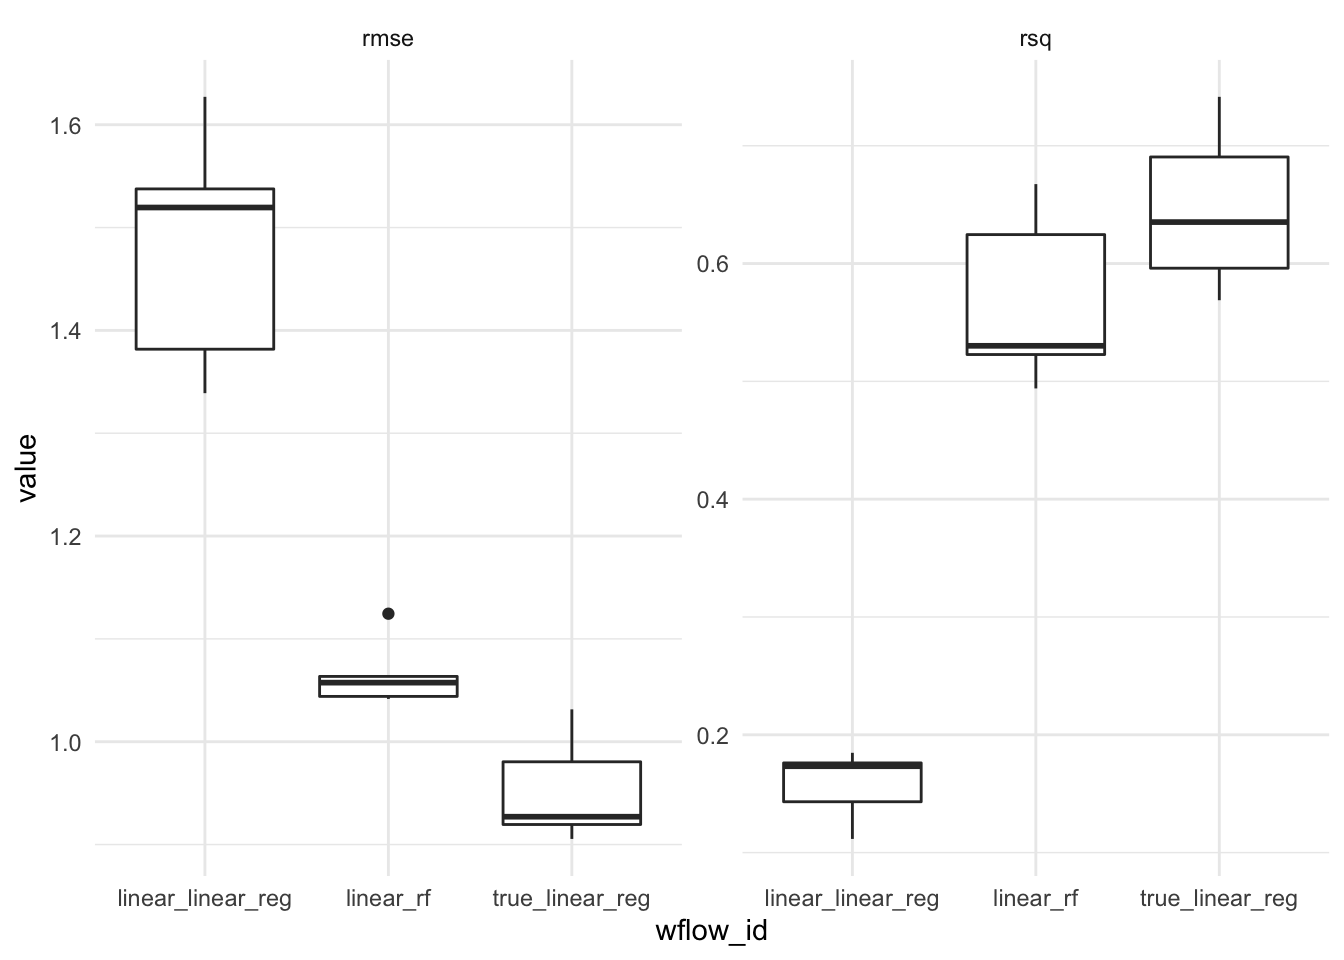 rmse
rsq
value
1.6
1.4
1.2
1.0
0.6
0.4
0.2
linear_linear_reg
linear_rf
true_linear_reg
linear_linear_reg
linear_rf
true_linear_reg
wflow_id